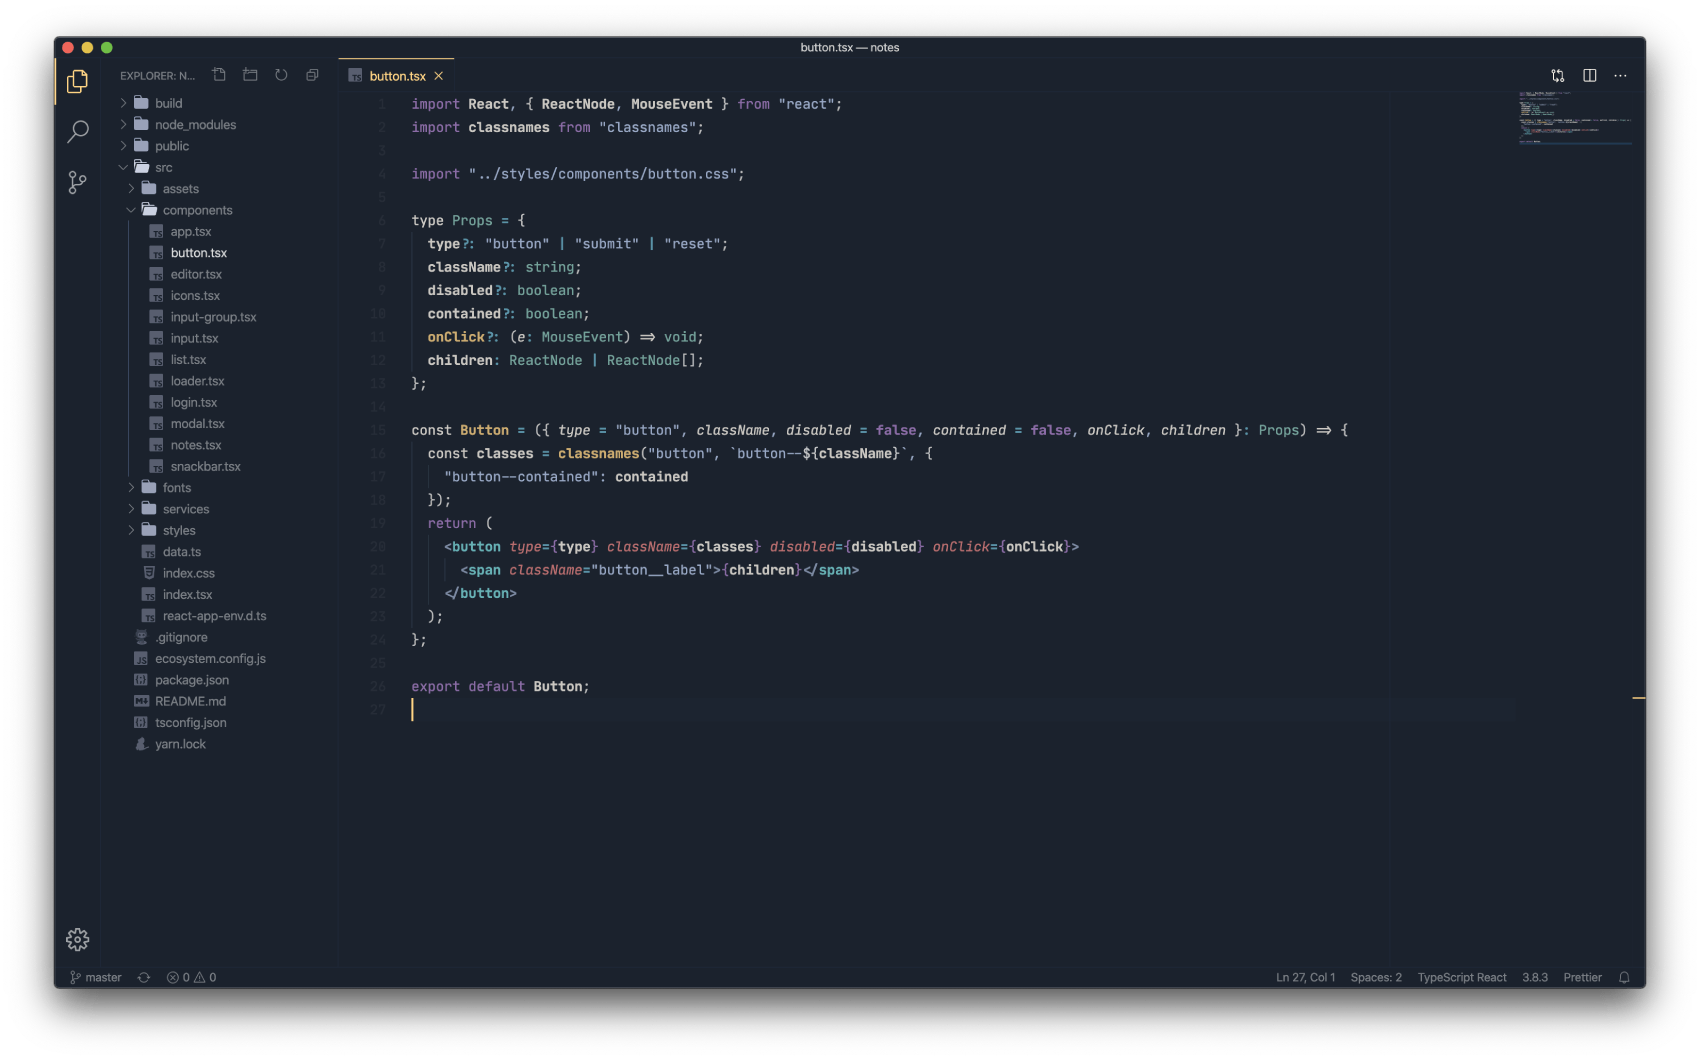 button.tsx — notes
EXPLORER: N...
build
node_modules
public
src
assets
components
app.tsx
button.tsx
editor.tsx
icons.tsx
input-group.tsx
input.tsx
list.tsx
loader.tsx
login.tsx
modal.tsx
notes.tsx
snackbar.tsx
fonts
services
styles
data.ts
index.css
index.tsx
react-app-env.d.ts
.gitignore
ecosystem.config.js
package.json
README.md
tsconfig.json
yarn.lock
button.tsx
1 import React, { ReactNode, MouseEvent } from "react";
2 import classnames from "classnames";
3
4 import "../styles/components/button.css";
5
6 type Props = {
7 type?: "button" | "submit" | "reset";
8 className?: string;
9 disabled?: boolean;
10 contained?: boolean;
11 onClick?: (e: MouseEvent) => void;
12 children: ReactNode | ReactNode[];
13 };
14
15 const Button = ({ type = "button", className, disabled = false, contained = false, onClick, children }: Props) => {
16 const classes = classnames("button", `button--${className}`, {
17 "button--contained": contained
18 });
19 return (
20 <button type={type} className={classes} disabled={disabled} onClick={onClick}>
21 <span className="button__label">{children}</span>
22 </button>
23 );
24 };
25
26 export default Button;
27
master
0 0
Ln 27, Col 1
Spaces: 2
TypeScript React
3.8.3
Prettier